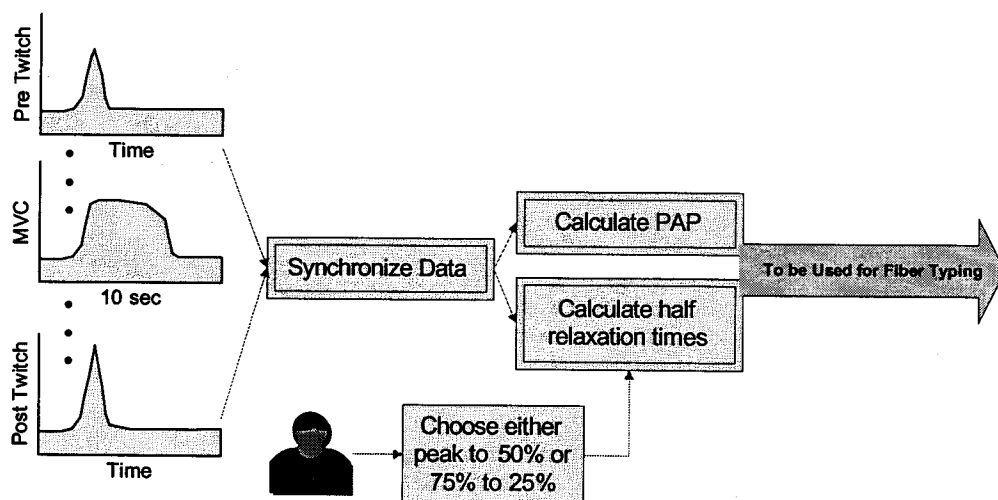 Pre Twitch
Time
MVC
10 sec
Post Twitch
Time
Synchronize Data
Calculate PAP
Calculate half
relaxation times
To be Used for Fiber Typing
Choose either
peak to 50% or
75% to 25%